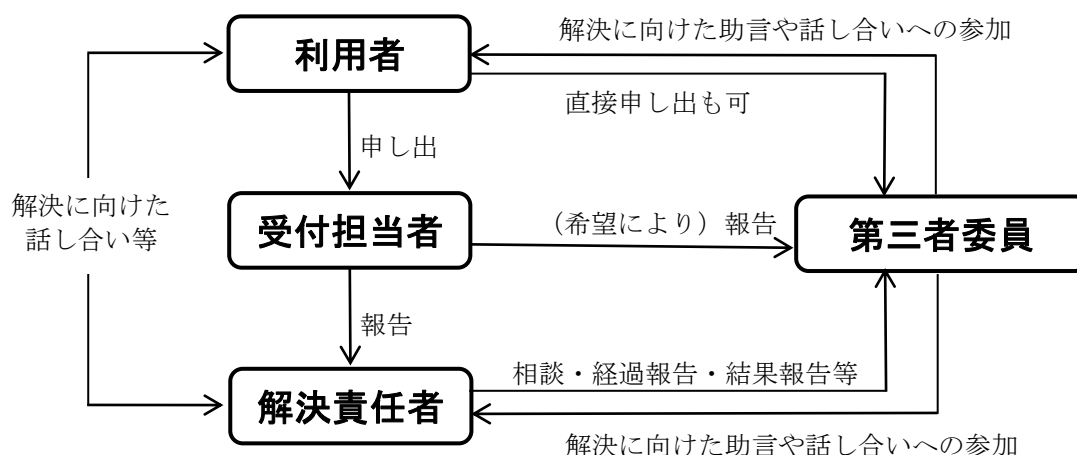 解決に向けた助言や話し合いへの参加
利用者
直接申し出も可
申し出
解決に向けた
話し合い等
受付担当者
(希望により)報告
第三者委員
報告
相談・経過報告・結果報告等
解決責任者
解決に向けた助言や話し合いへの参加